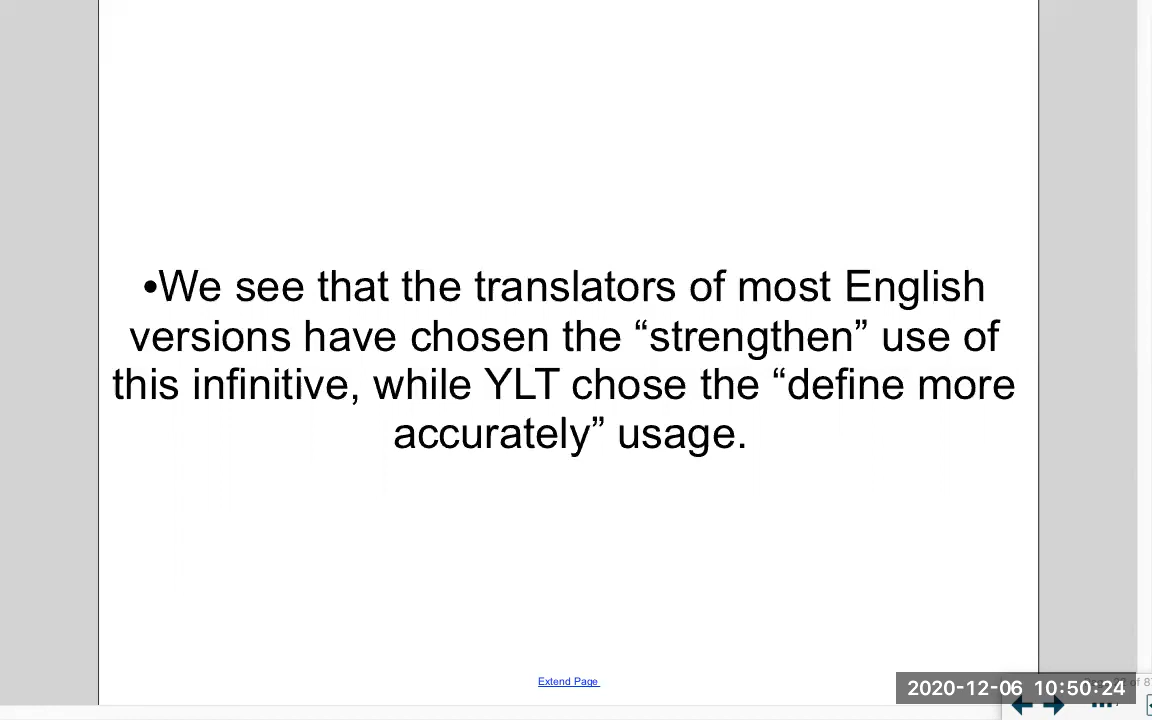 •We see that the translators of most English
versions have chosen the “strengthen” use of
this infinitive, while YLT chose the “define more
accurately” usage.
Extend Page
2020-12-06 10:50:24